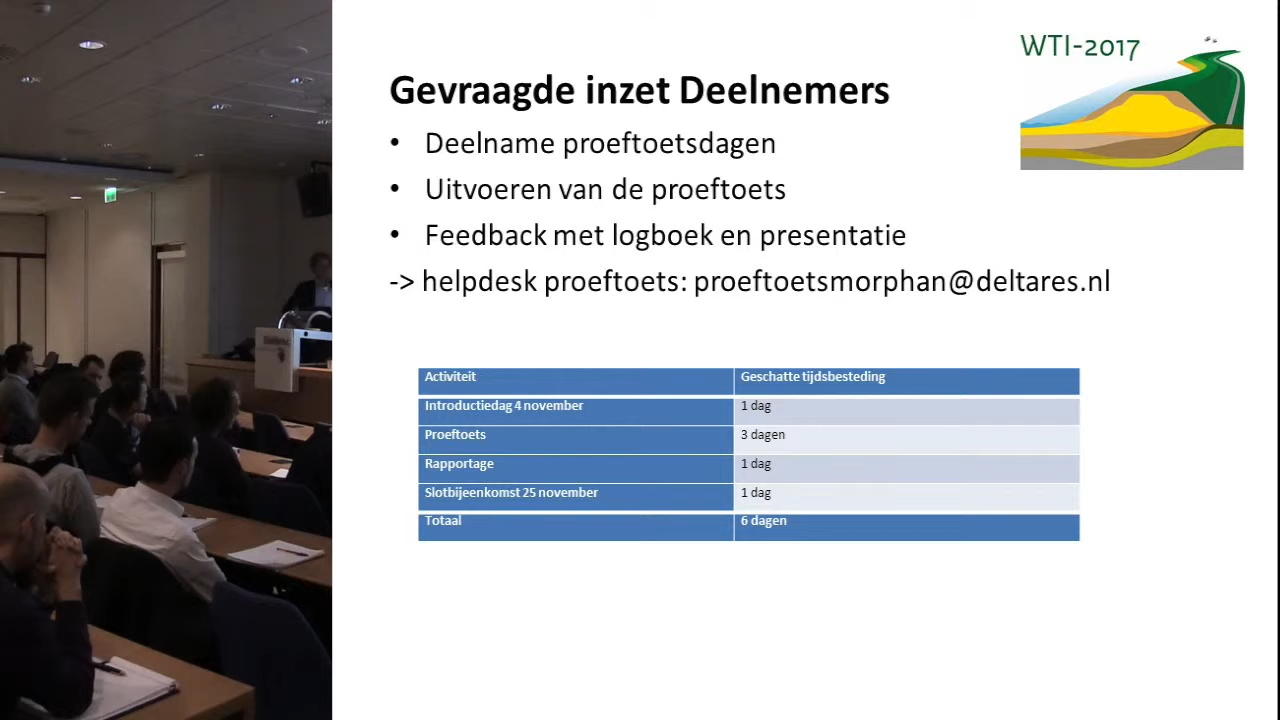 WTI-2017
Gevraagde inzet Deelnemers
• Deelname proeftoetsdagen
• Uitvoeren van de proeftoets
• Feedback met logboek en presentatie
-> helpdesk proeftoets: proeftoetsmorphan@deltares.nl
Activiteit Geschatte tijdsbesteding
Introductiedag 4 november 1 dag
Proeftoets 3 dagen
Rapportage 1 dag
Slotbijeenkomst 25 november 1 dag
Totaal 6 dagen